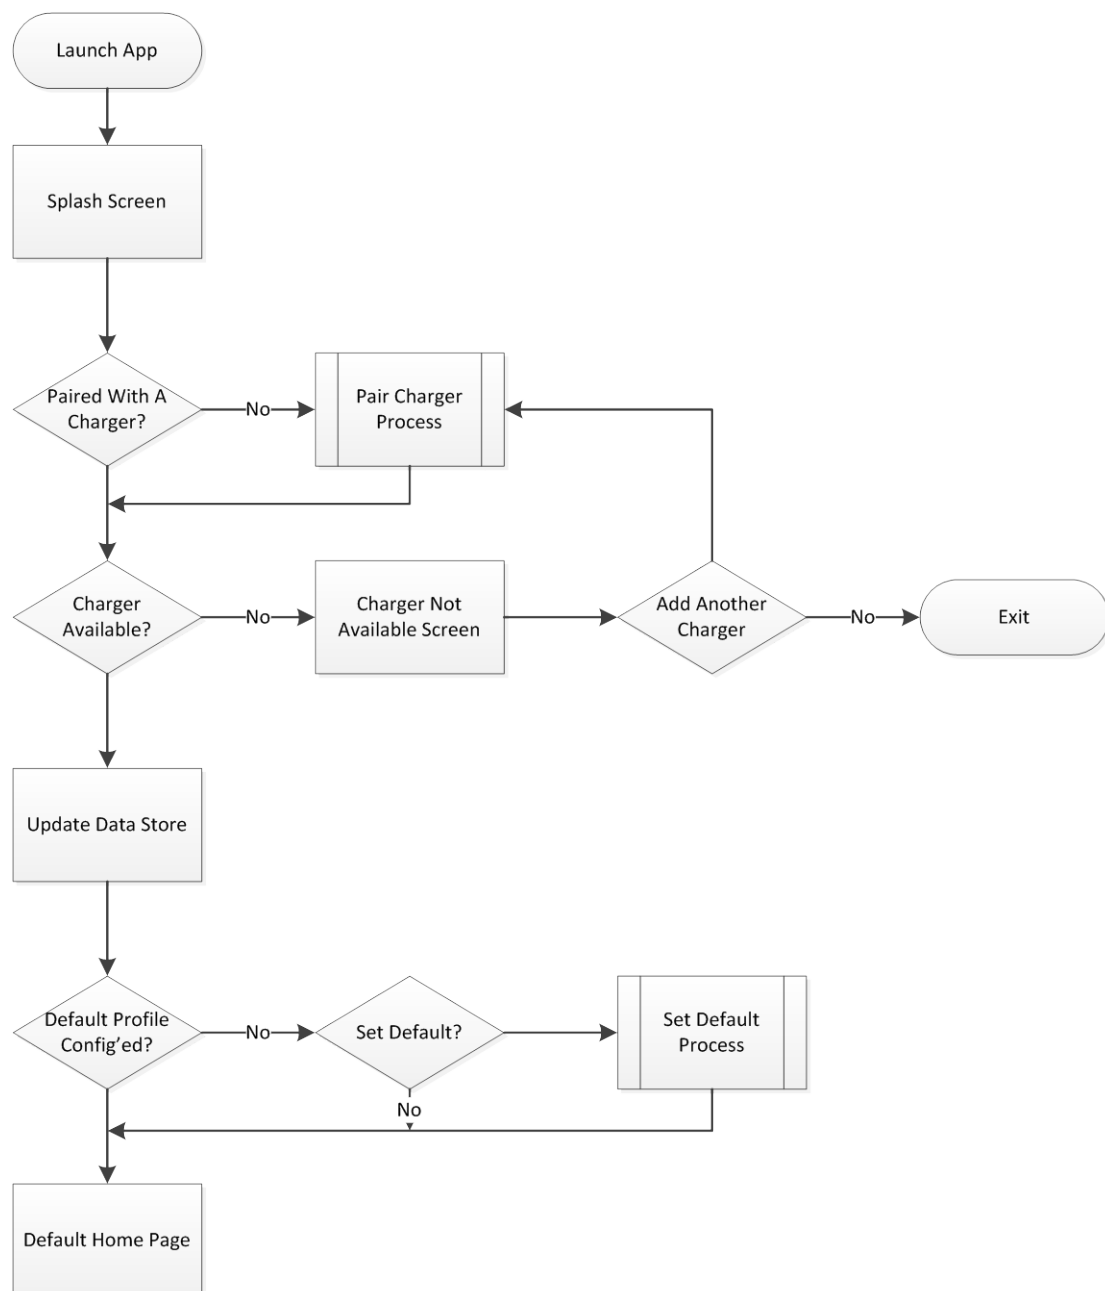 Launch App
Splash Screen
Paired With A
Charger?
No
Pair Charger
Process
Charger
Available?
No
Charger Not
Available Screen
Add Another
Charger
No
Exit
Update Data Store
Default Profile
Config’ed?
No
Set Default?
Set Default
Process
No
Default Home Page